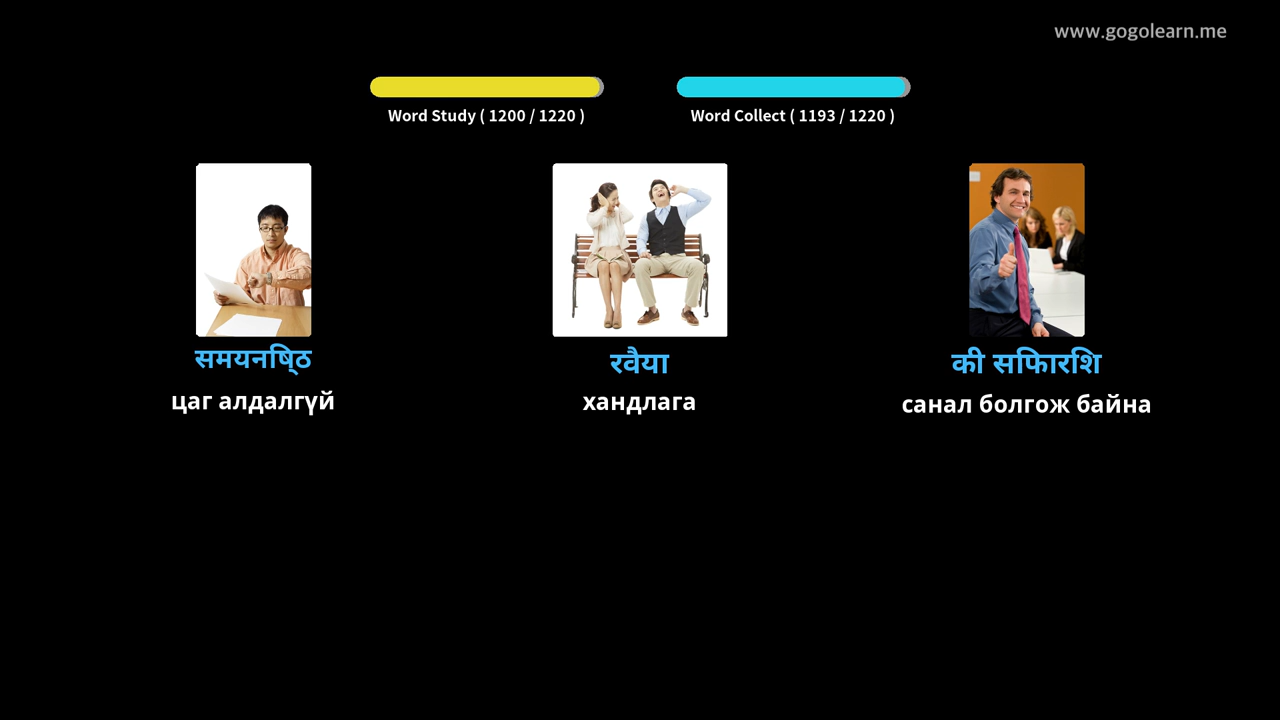 www.gogolearn.me
Word Study ( 1200 / 1220 )
Word Collect ( 1193 / 1220 )
समयनिष्ठ
रवैया
की सिफारिश
цаг алдалгүй
хандлага
санал болгож байна